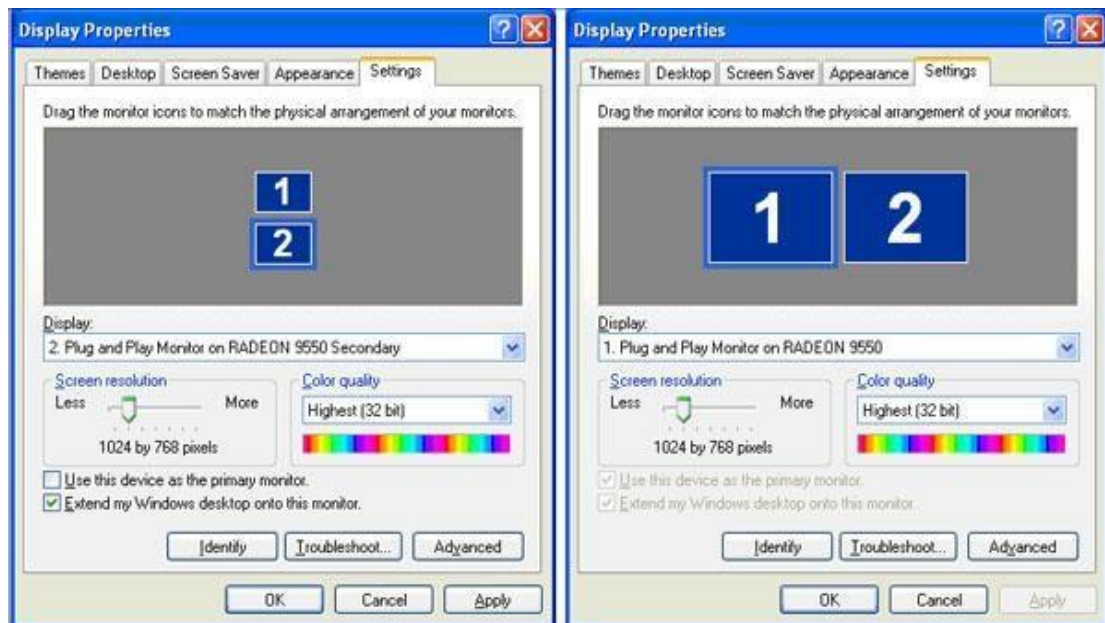 Display Properties
Themes Desktop Screen Saver Appearance Settings
Drag the monitor icons to match the physical arrangement of your monitors.
1
2
Display:
2. Plug and Play Monitor on RADEON 9550 Secondary
Screen resolution
Less More
1024 by 768 pixels
Color quality
Highest (32 bit)
Use this device as the primary monitor.
Extend my Windows desktop onto this monitor.
Identify Troubleshoot... Advanced
OK Cancel Apply
Display Properties
Themes Desktop Screen Saver Appearance Settings
Drag the monitor icons to match the physical arrangement of your monitors.
1 2
Display:
1. Plug and Play Monitor on RADEON 9550
Screen resolution
Less More
1024 by 768 pixels
Color quality
Highest (32 bit)
Use this device as the primary monitor.
Extend my Windows desktop onto this monitor.
Identify Troubleshoot... Advanced
OK Cancel Apply